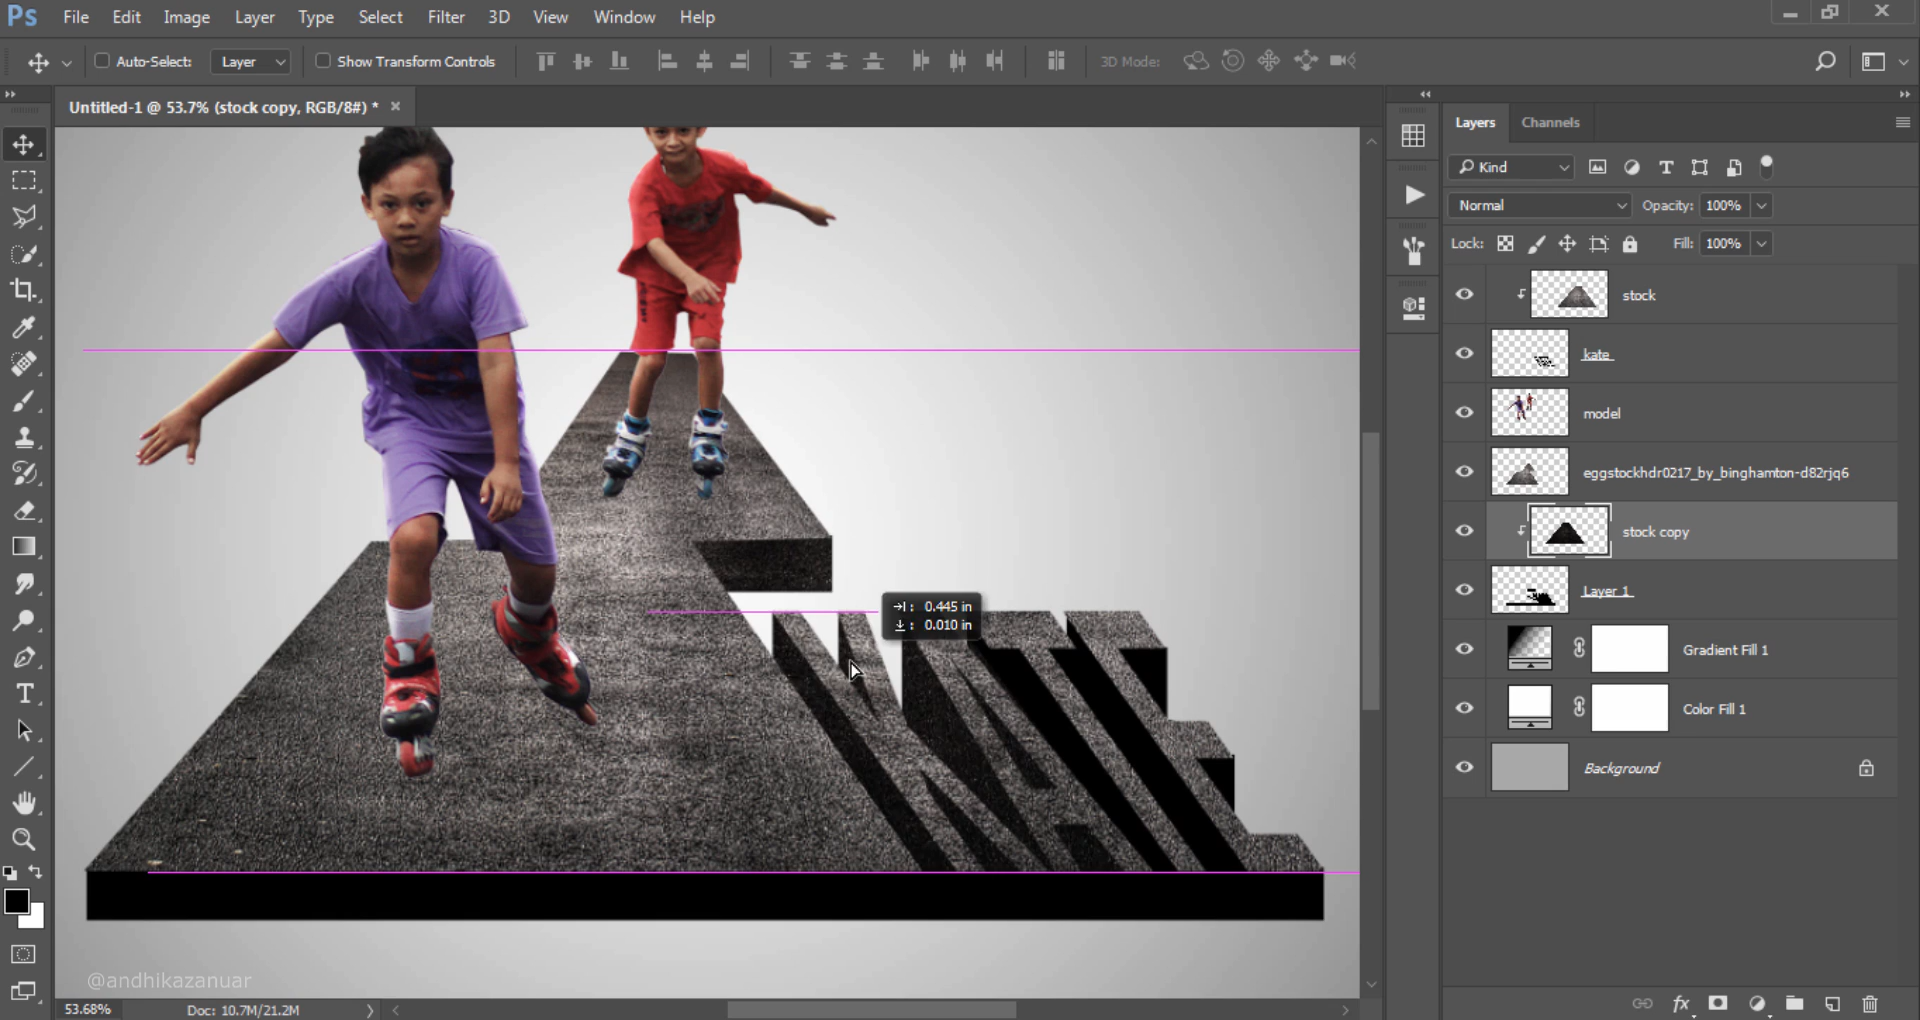 Ps File Edit Image Layer Type Select Filter 3D View Window Help
Auto-Select: Layer Show Transform Controls 3D Mode:
Untitled-1 @ 53.7% (stock copy, RGB/8#) * ×
Layers Channels
Kind
Normal Opacity: 100%
Lock: Fill: 100%
stock
kate
model
eggstockhdr0217_by_binghamton-d82rjq6
stock copy
Layer 1
Gradient Fill 1
Color Fill 1
Background
→I : 0.445 in
: 0.010 in
@andhikazanuar
53.68% Doc: 10.7M/21.2M
fx